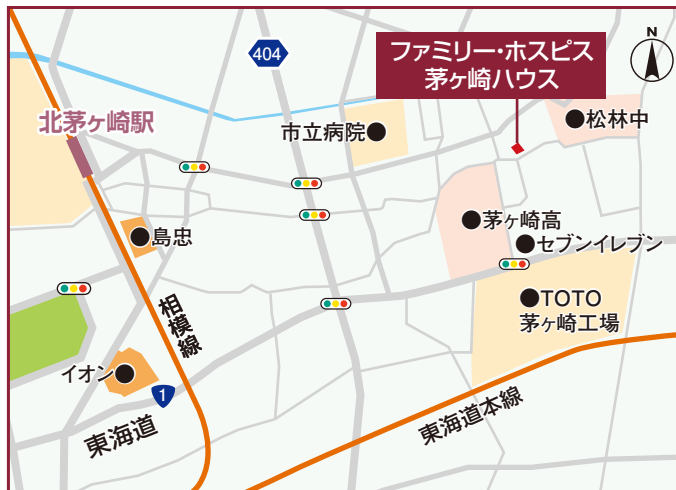 404
ファミリー・ホスピス
茅ヶ崎ハウス
N
北茅ヶ崎駅
市立病院
松林中
島忠
茅ヶ崎高
セブンイレブン
相模線
TOTO
茅ヶ崎工場
イオン
1
東海道
東海道本線